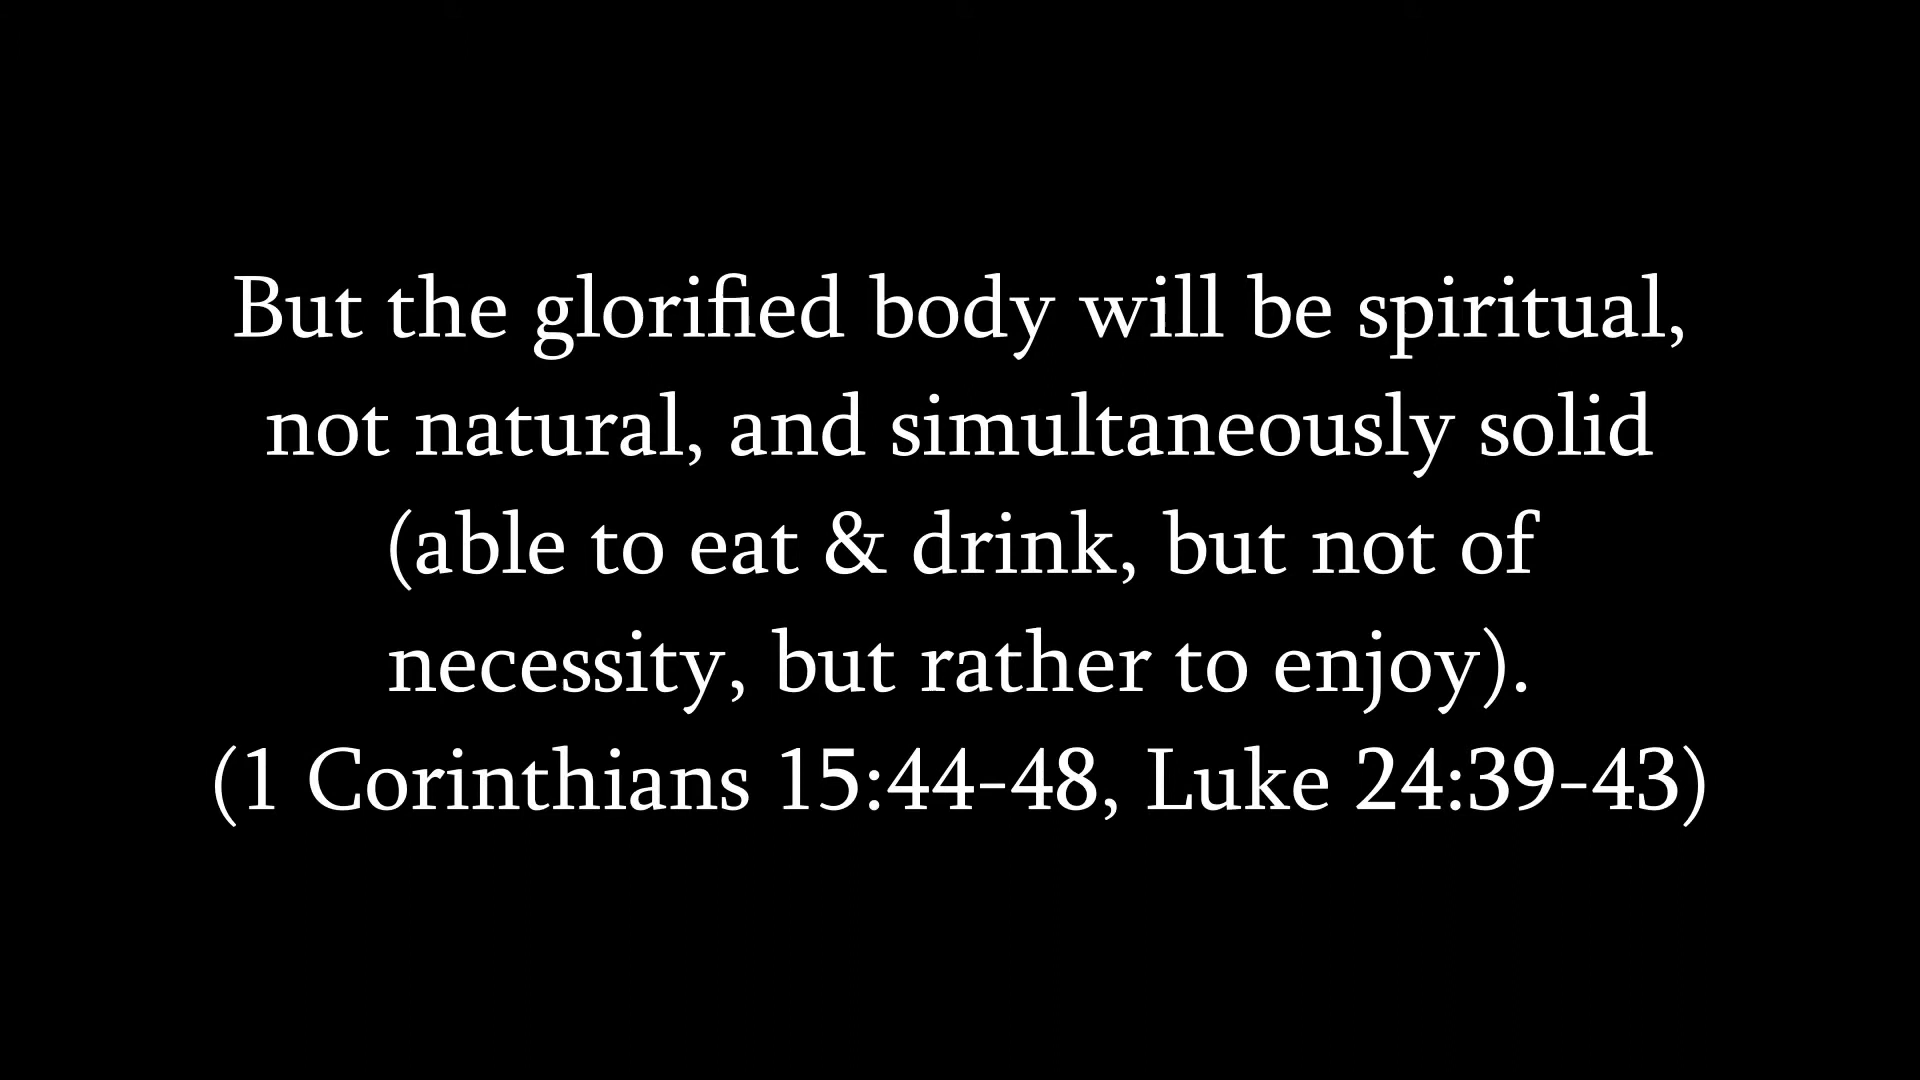 But the glorified body will be spiritual,
not natural, and simultaneously solid
(able to eat & drink, but not of
necessity, but rather to enjoy).
(1 Corinthians 15:44-48, Luke 24:39-43)